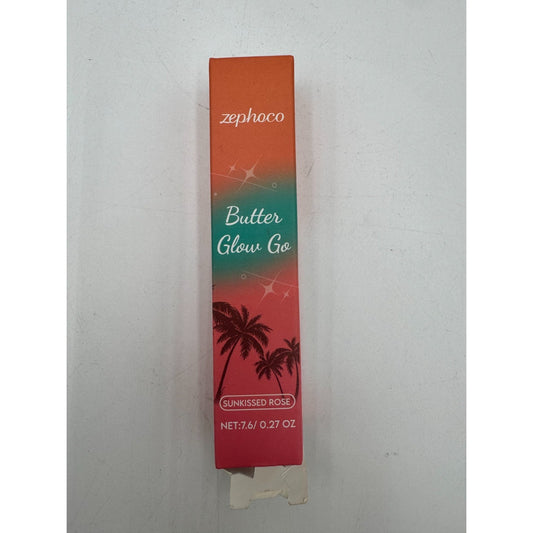 zephoco
Butter
Glow Go
SUNKISSED ROSE
NET:7.6/ 0.27 OZ